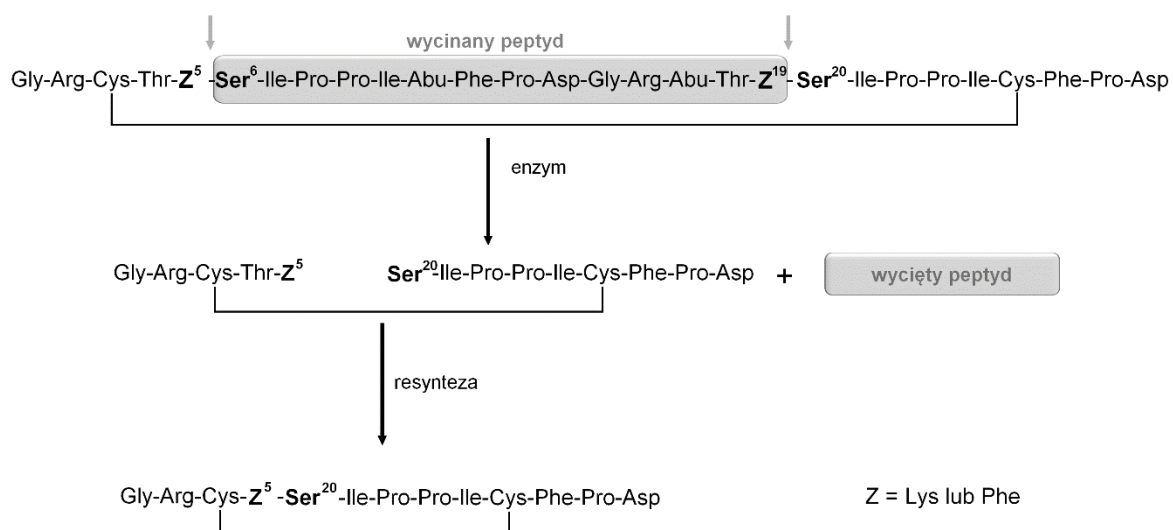 wycinany peptyd
Gly-Arg-Cys-Thr-Z⁵-Ser⁶-Ile-Pro-Pro-Ile-Abu-Phe-Pro-Asp-Gly-Arg-Abu-Thr-Z¹⁹-Ser²⁰-Ile-Pro-Pro-Ile-Cys-Phe-Pro-Asp
enzym
Gly-Arg-Cys-Thr-Z⁵ Ser²⁰-Ile-Pro-Pro-Ile-Cys-Phe-Pro-Asp + wycięty peptyd
resynteza
Gly-Arg-Cys-Z⁵-Ser²⁰-Ile-Pro-Pro-Ile-Cys-Phe-Pro-Asp Z = Lys lub Phe